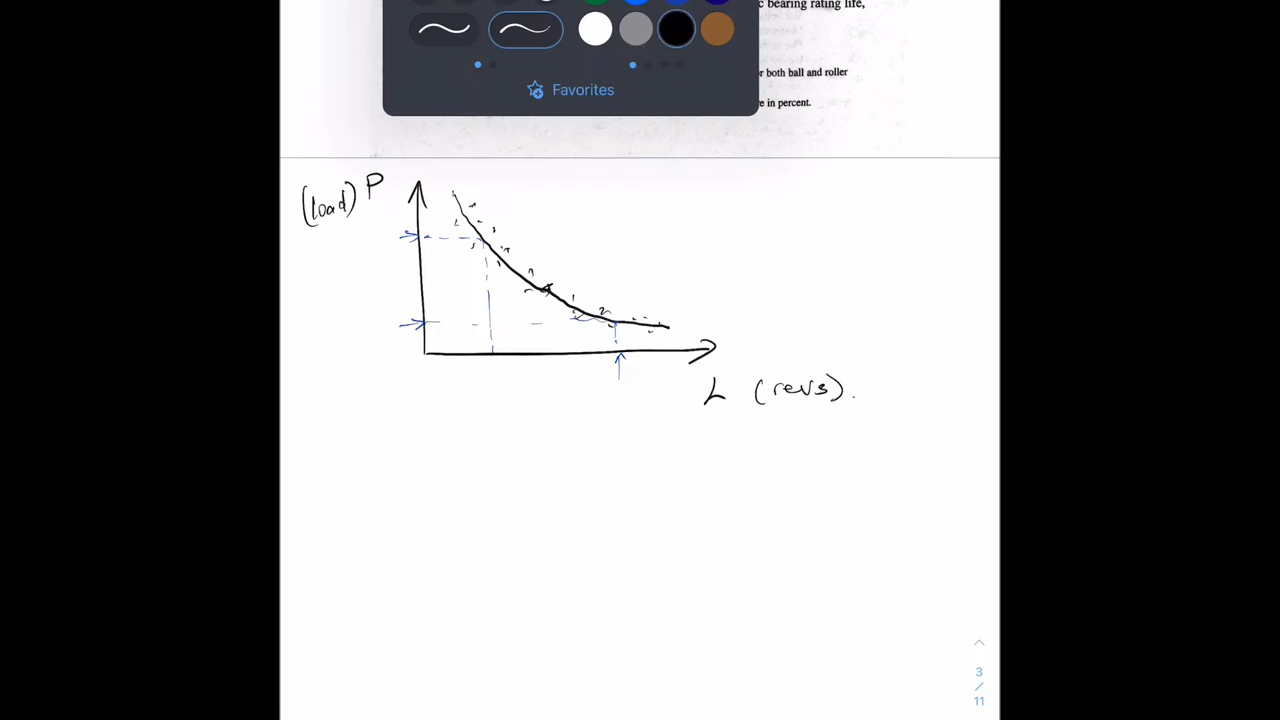 c bearing rating life,
r both ball and roller
e in percent.
Favorites
(load) P
L (revs).
3
/
11